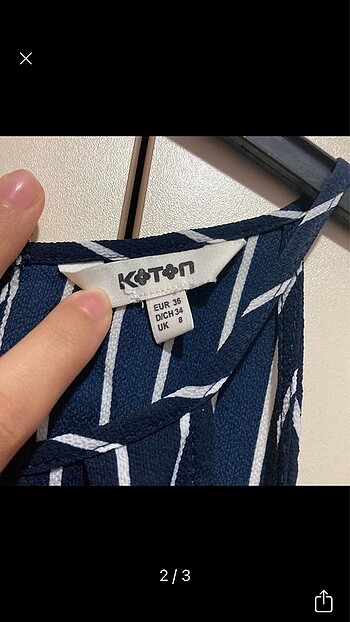 KOTON
EUR 36
D/CH 34
UK 8
2 / 3